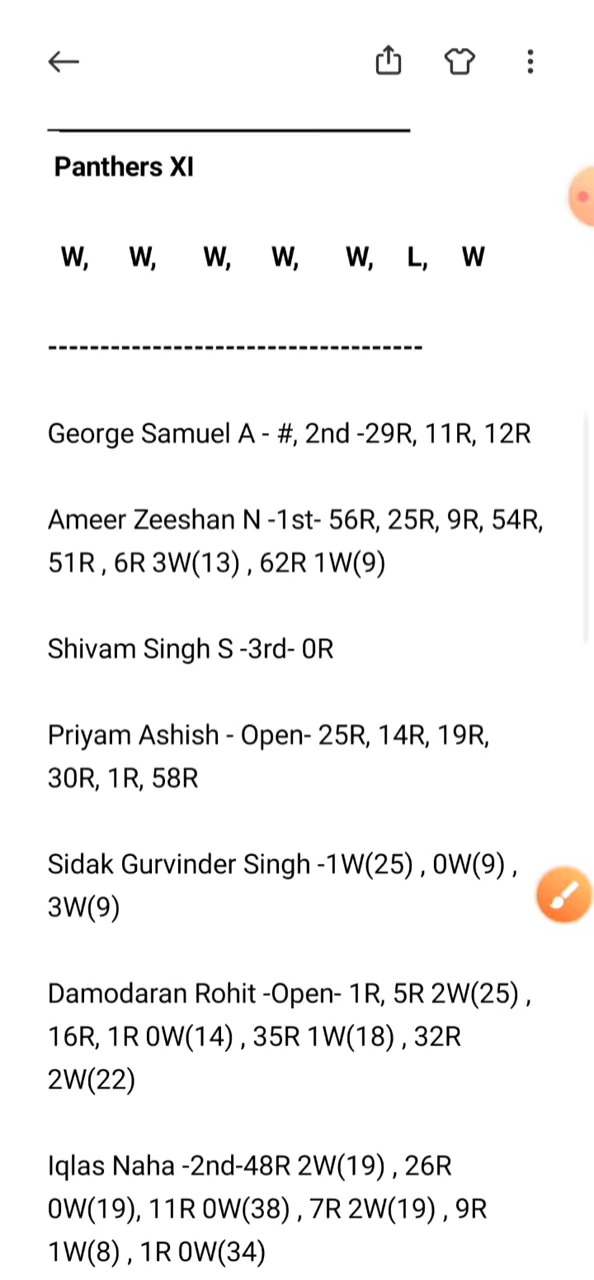 Panthers XI
W, W, W, W, W, L, W
-----------------------------------
George Samuel A - #, 2nd -29R, 11R, 12R
Ameer Zeeshan N -1st- 56R, 25R, 9R, 54R,
51R , 6R 3W(13) , 62R 1W(9)
Shivam Singh S -3rd- 0R
Priyam Ashish - Open- 25R, 14R, 19R,
30R, 1R, 58R
Sidak Gurvinder Singh -1W(25) , 0W(9) ,
3W(9)
Damodaran Rohit -Open- 1R, 5R 2W(25) ,
16R, 1R 0W(14) , 35R 1W(18) , 32R
2W(22)
Iqlas Naha -2nd-48R 2W(19) , 26R
0W(19), 11R 0W(38) , 7R 2W(19) , 9R
1W(8) , 1R 0W(34)